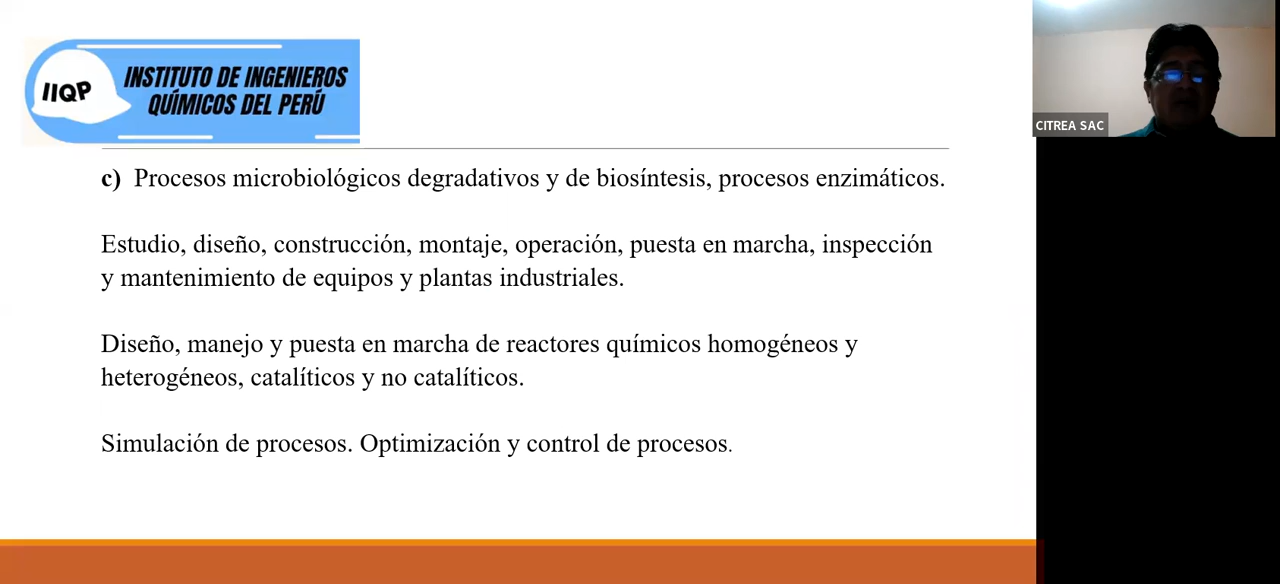 IIQP
INSTITUTO DE INGENIEROS
QUÍMICOS DEL PERÚ
CITREA SAC
c) Procesos microbiológicos degradativos y de biosíntesis, procesos enzimáticos.
Estudio, diseño, construcción, montaje, operación, puesta en marcha, inspección
y mantenimiento de equipos y plantas industriales.
Diseño, manejo y puesta en marcha de reactores químicos homogéneos y
heterogéneos, catalíticos y no catalíticos.
Simulación de procesos. Optimización y control de procesos.